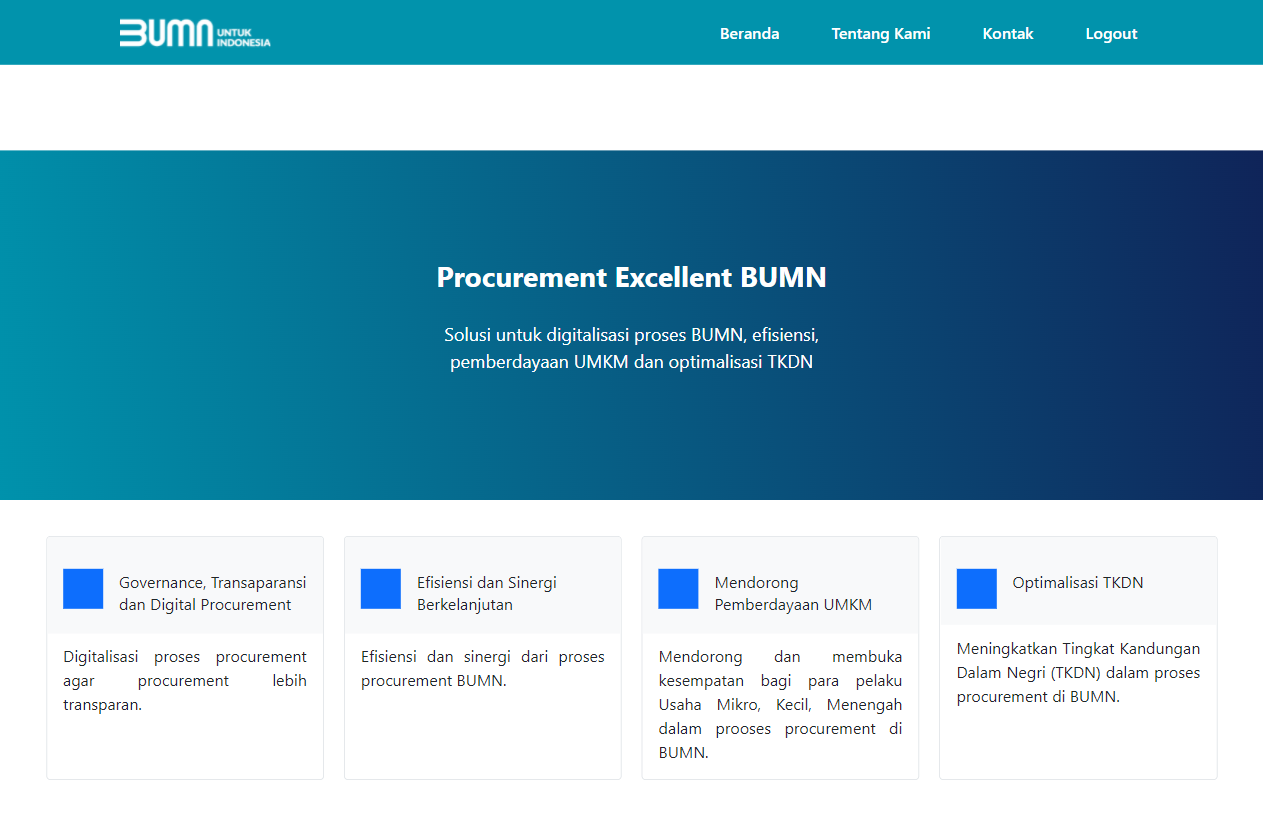 BUMN UNTUK INDONESIA
Beranda
Tentang Kami
Kontak
Logout
Procurement Excellent BUMN
Solusi untuk digitalisasi proses BUMN, efisiensi,
pemberdayaan UMKM dan optimalisasi TKDN
Governance, Transaparansi
dan Digital Procurement
Digitalisasi proses procurement
agar procurement lebih
transparan.
Efisiensi dan Sinergi
Berkelanjutan
Efisiensi dan sinergi dari proses
procurement BUMN.
Mendorong
Pemberdayaan UMKM
Mendorong dan membuka
kesempatan bagi para pelaku
Usaha Mikro, Kecil, Menengah
dalam prooses procurement di
BUMN.
Optimalisasi TKDN
Meningkatkan Tingkat Kandungan
Dalam Negri (TKDN) dalam proses
procurement di BUMN.